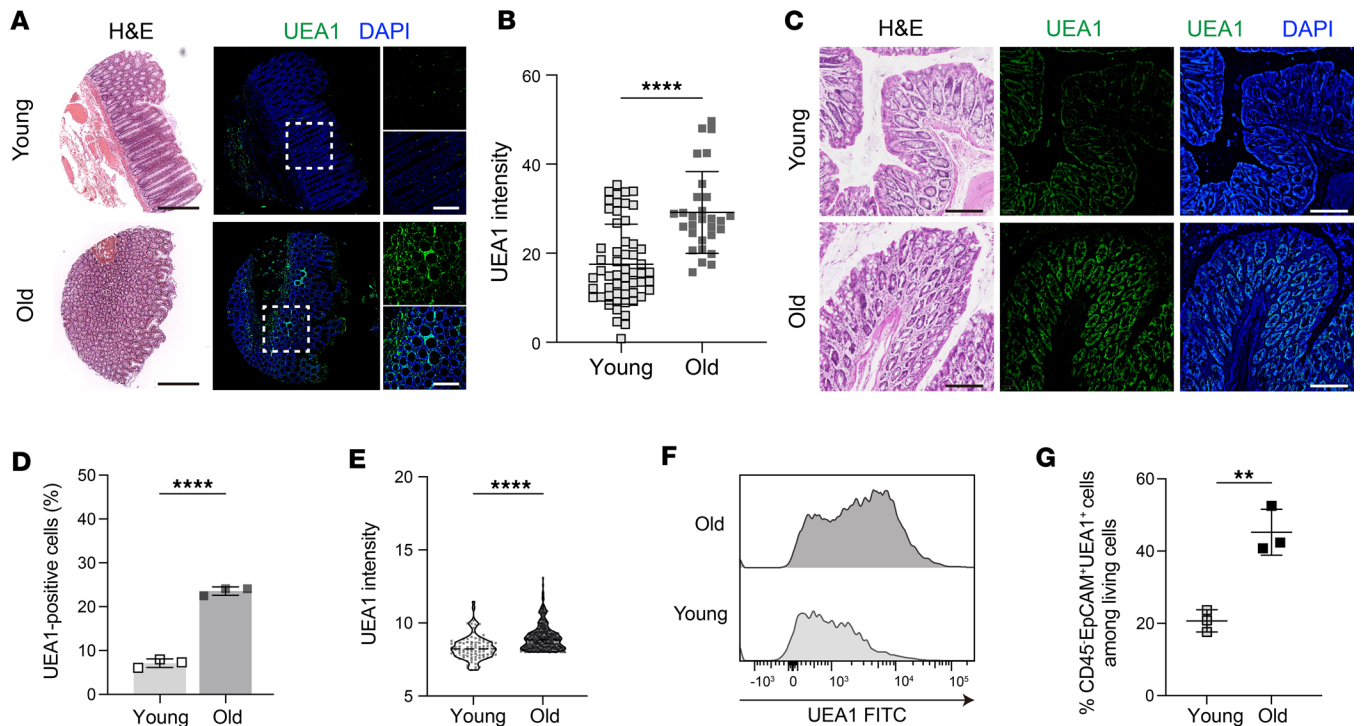 A
H&E
UEA1 DAPI
Young
Old
B
UEA1 intensity
60
40
20
0
****
Young Old
C
H&E
UEA1
UEA1 DAPI
Young
Old
D
UEA1-positive cells (%)
50
40
30
20
10
0
****
Young Old
E
UEA1 intensity
20
15
10
5
****
Young Old
F
Old
Young
-10³ 0 10³ 10⁴ 10⁵
UEA1 FITC
G
% CD45⁻EpCAM⁺UEA1⁺ cells
among living cells
60
40
20
0
**
Young Old